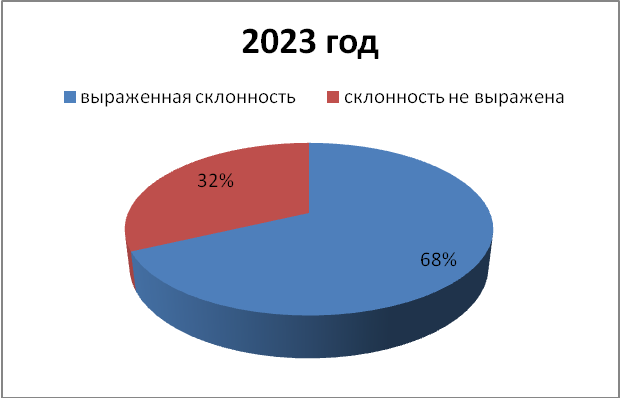 2023 год
выраженная склонность склонность не выражена
32%
68%